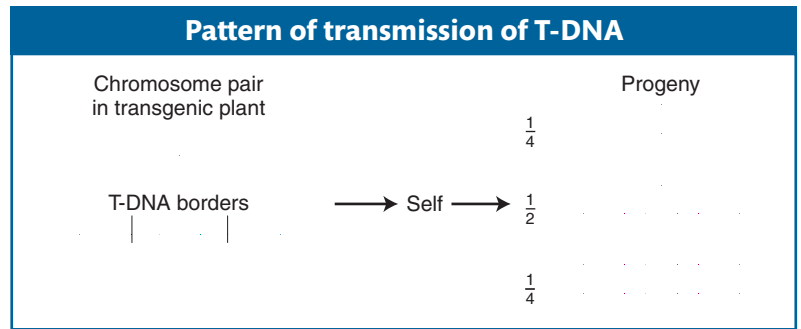 Pattern of transmission of T-DNA
Chromosome pair
in transgenic plant
Progeny
1/4
T-DNA borders
Self
1/2
1/4